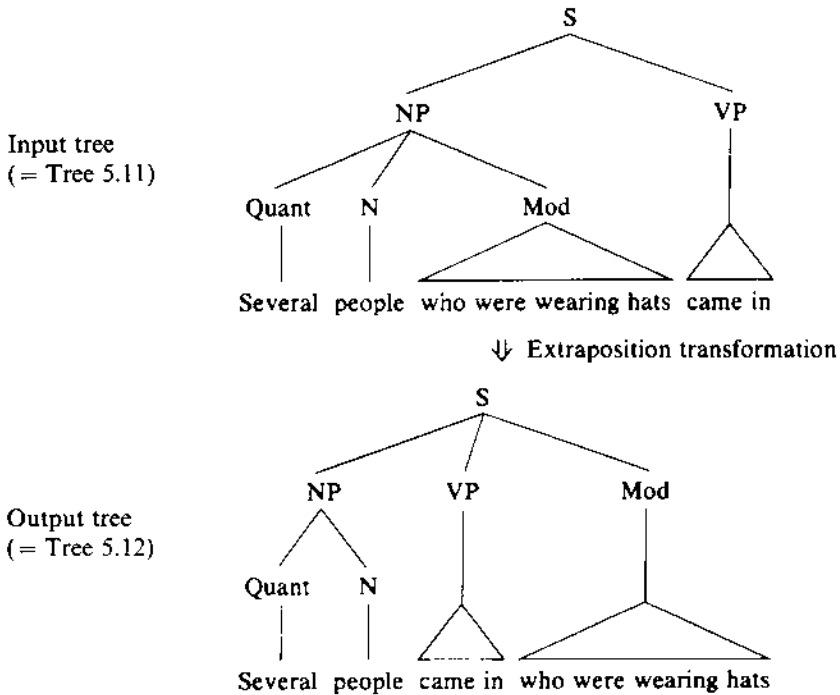 S
NP VP
Input tree
(= Tree 5.11)
Quant N Mod
Several people who were wearing hats came in
⇓ Extraposition transformation
S
NP VP Mod
Output tree
(= Tree 5.12)
Quant N
Several people came in who were wearing hats